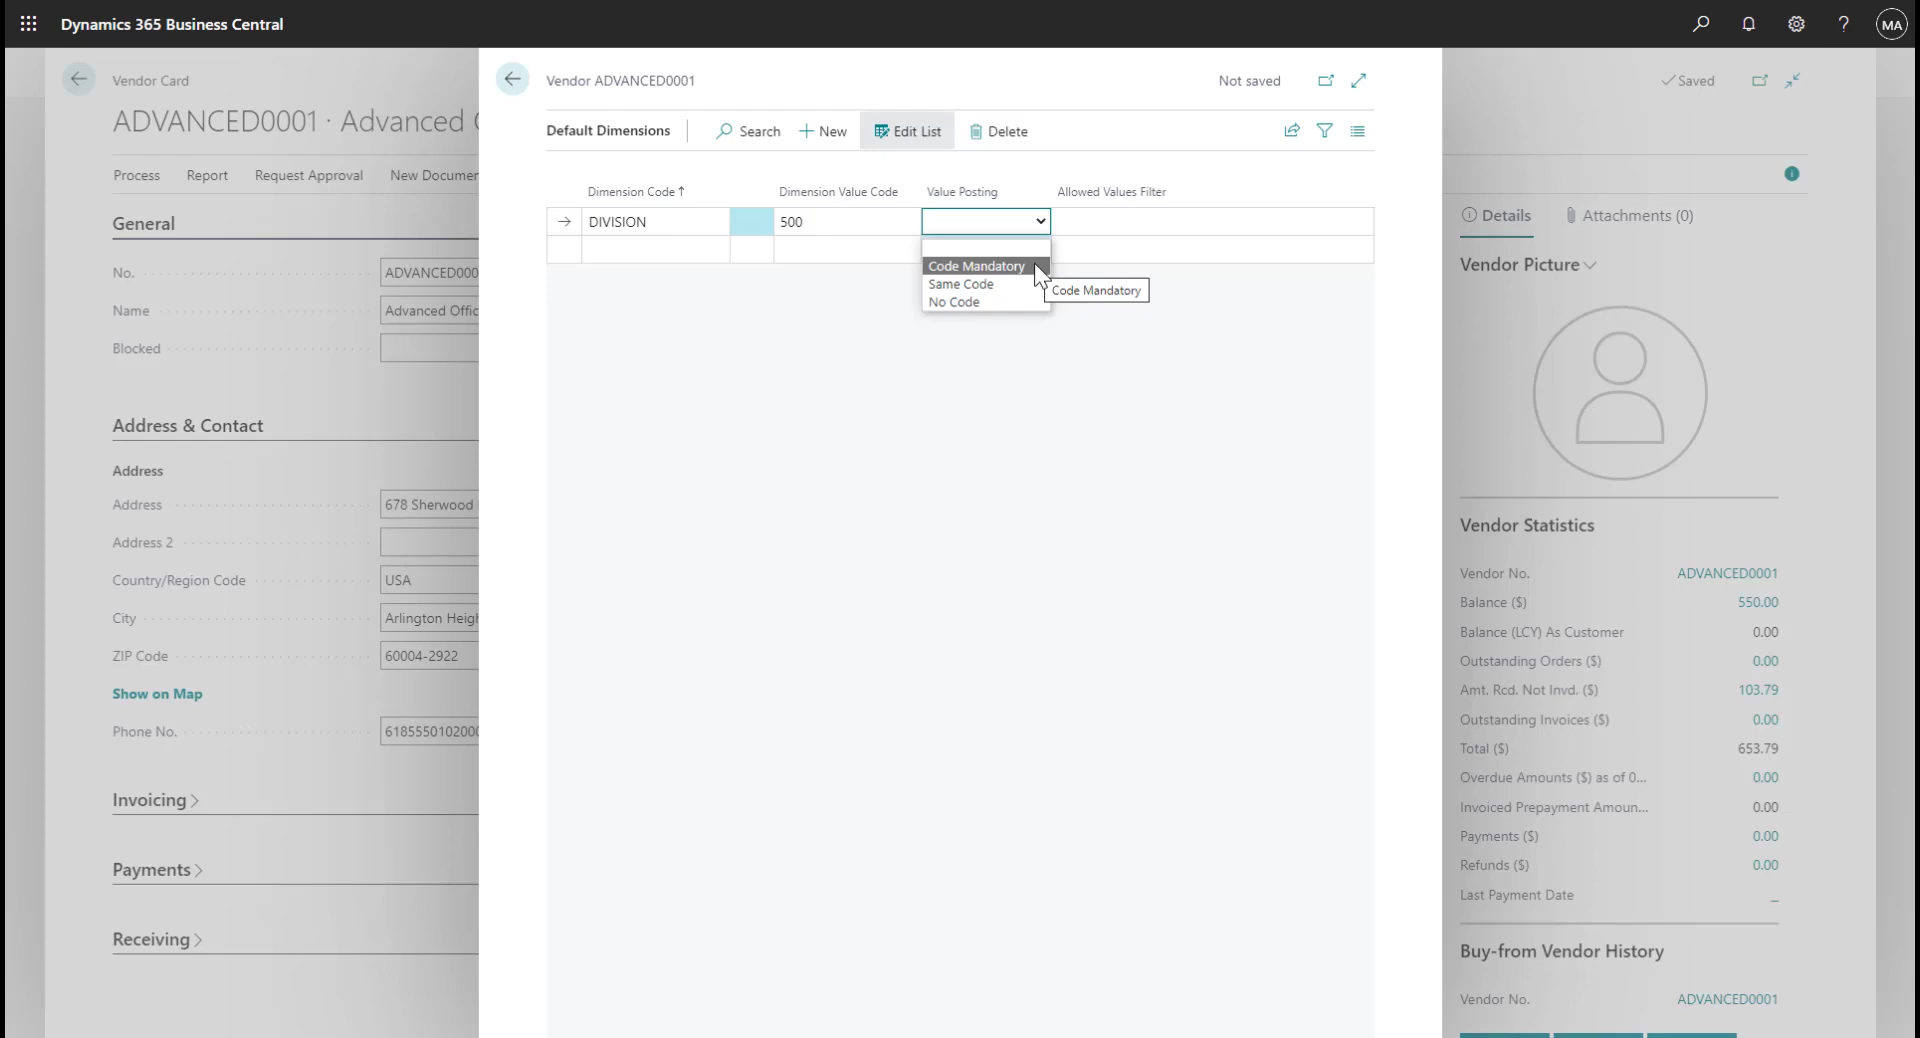 Dynamics 365 Business Central
MA
Vendor Card
ADVANCED0001 · Advanced
Process Report Request Approval New Documen
General
No. ADVANCED000
Name Advanced Offic
Blocked
Address & Contact
Address
Address 678 Sherwood
Address 2
Country/Region Code USA
City Arlington Heigh
ZIP Code 60004-2922
Show on Map
Phone No. 618555010200
Invoicing
Payments
Receiving
Vendor ADVANCED0001 Not saved
Default Dimensions Search New Edit List Delete
Dimension Code ↑ Dimension Value Code Value Posting Allowed Values Filter
DIVISION 500
Code Mandatory
Same Code
No Code
Code Mandatory
Saved
Details Attachments (0)
Vendor Picture
Vendor Statistics
Vendor No. ADVANCED0001
Balance ($) 550.00
Balance (LCY) As Customer 0.00
Outstanding Orders ($) 0.00
Amt. Rcd. Not Invd. ($) 103.79
Outstanding Invoices ($) 0.00
Total ($) 653.79
Overdue Amounts ($) as of 0... 0.00
Invoiced Prepayment Amoun... 0.00
Payments ($) 0.00
Refunds ($) 0.00
Last Payment Date _
Buy-from Vendor History
Vendor No. ADVANCED0001